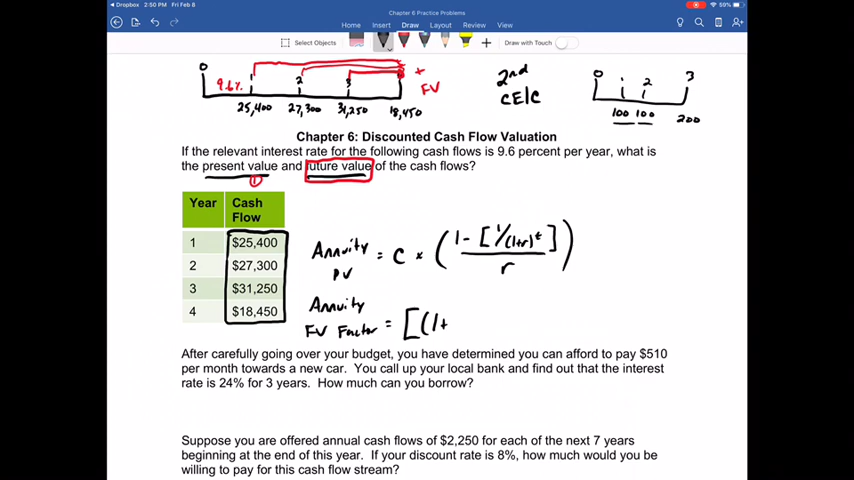 Dropbox 2:50 PM Fri Feb 8
Chapter 6 Practice Problems
59%
Home Insert Draw Layout Review View
Select Objects
Draw with Touch
0 9.6% 2 3 + FV
25,400 27,300 31,250 18,450
2nd
CE|C
0 1 2 3
100 100 200
Chapter 6: Discounted Cash Flow Valuation
If the relevant interest rate for the following cash flows is 9.6 percent per year, what is
the present value and future value of the cash flows?
1
Year Cash Flow
1 $25,400
2 $27,300
3 $31,250
4 $18,450
Annuity PV = C × ( 1 - [ 1/(1+r)^t ] / r )
Annuity
FV Factor = [(1+
After carefully going over your budget, you have determined you can afford to pay $510
per month towards a new car. You call up your local bank and find out that the interest
rate is 24% for 3 years. How much can you borrow?
Suppose you are offered annual cash flows of $2,250 for each of the next 7 years
beginning at the end of this year. If your discount rate is 8%, how much would you be
willing to pay for this cash flow stream?